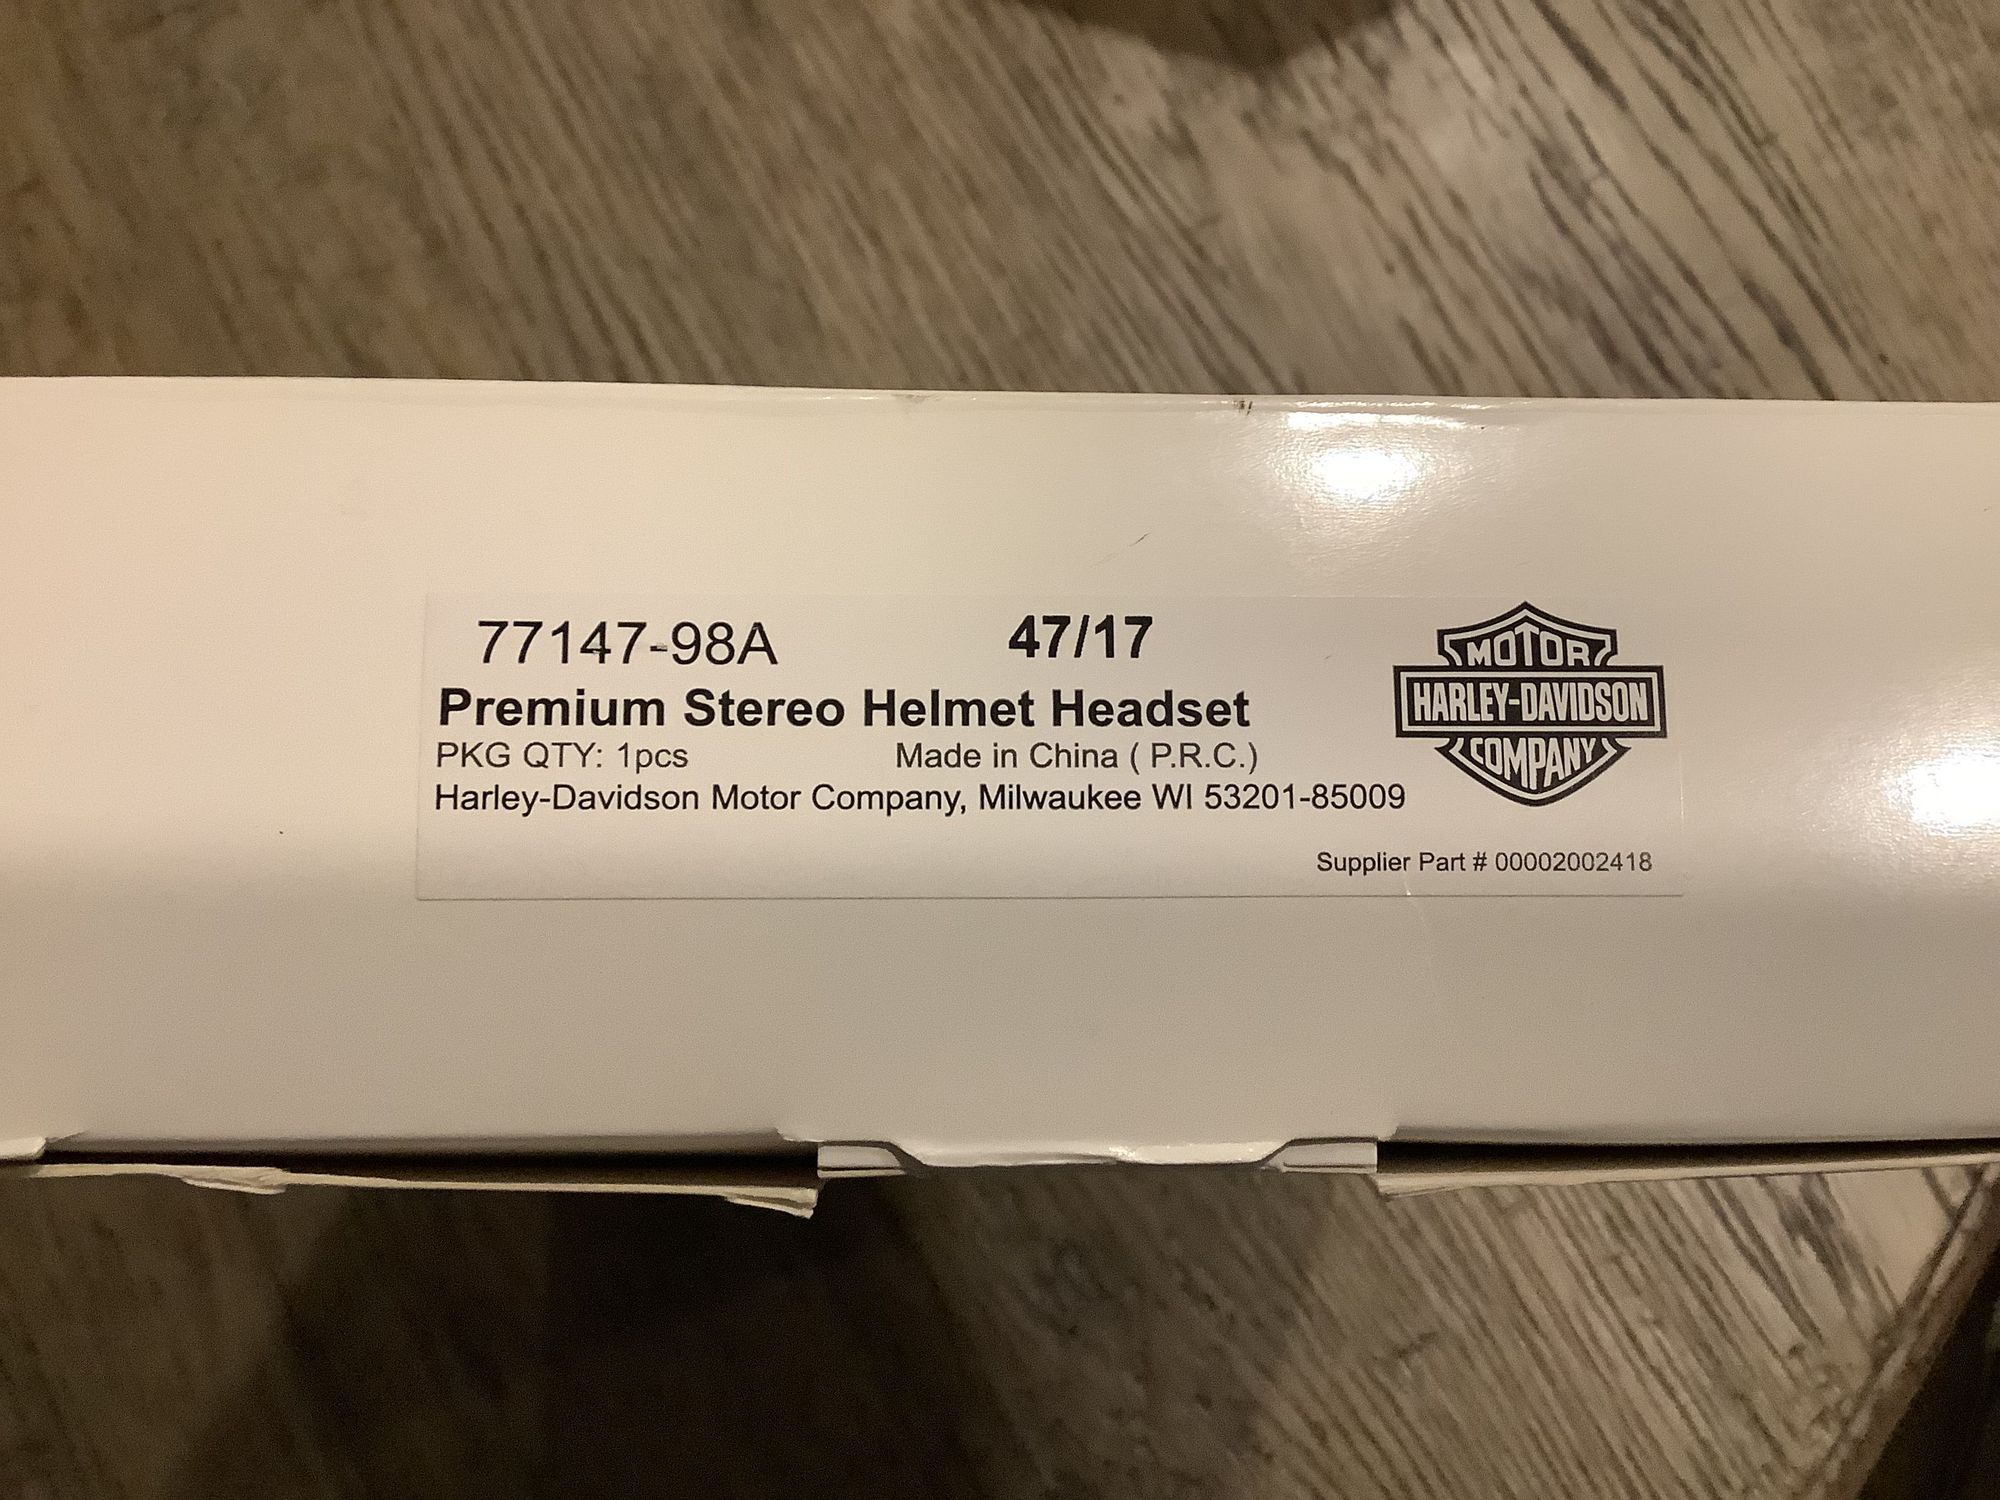 77147-98A 47/17
Premium Stereo Helmet Headset
PKG QTY: 1pcs Made in China ( P.R.C.)
Harley-Davidson Motor Company, Milwaukee WI 53201-85009
MOTOR
HARLEY-DAVIDSON
COMPANY
Supplier Part # 00002002418